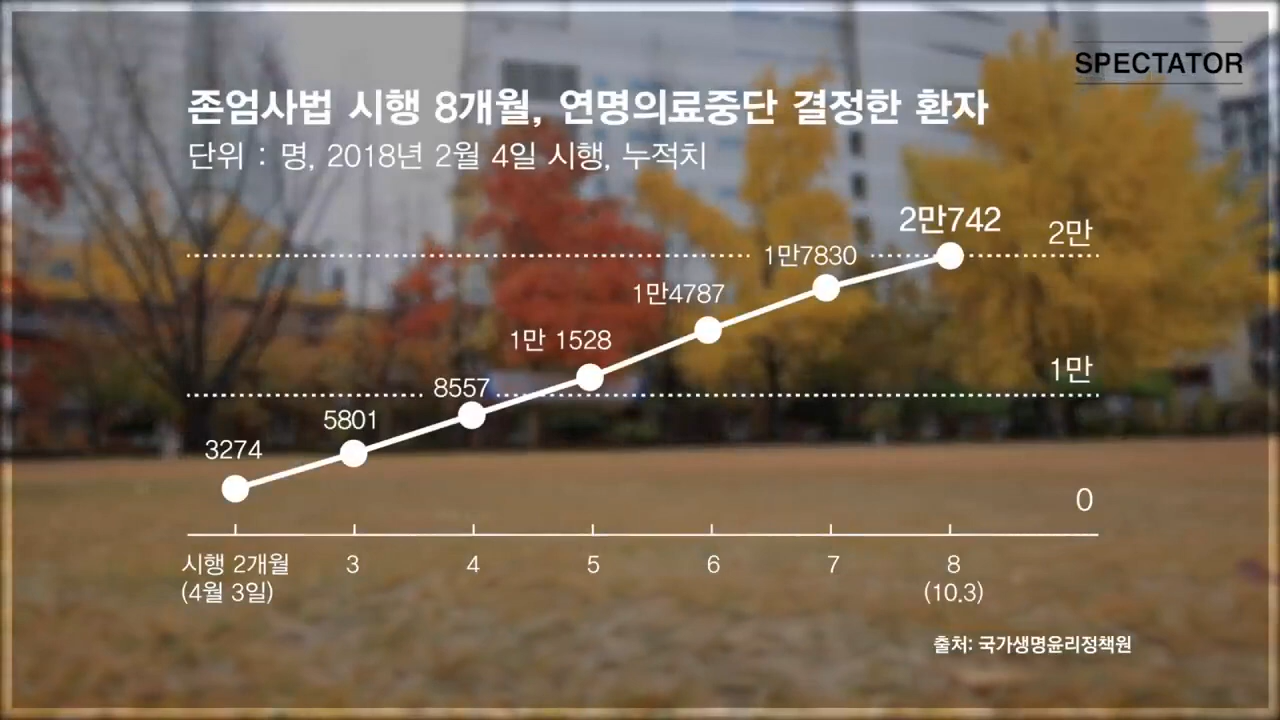 SPECTATOR
존엄사법 시행 8개월, 연명의료중단 결정한 환자
단위 : 명, 2018년 2월 4일 시행, 누적치
2만742
2만
1만7830
1만4787
1만 1528
1만
8557
5801
3274
0
시행 2개월 3 4 5 6 7 8
(4월 3일) (10.3)
출처: 국가생명윤리정책원